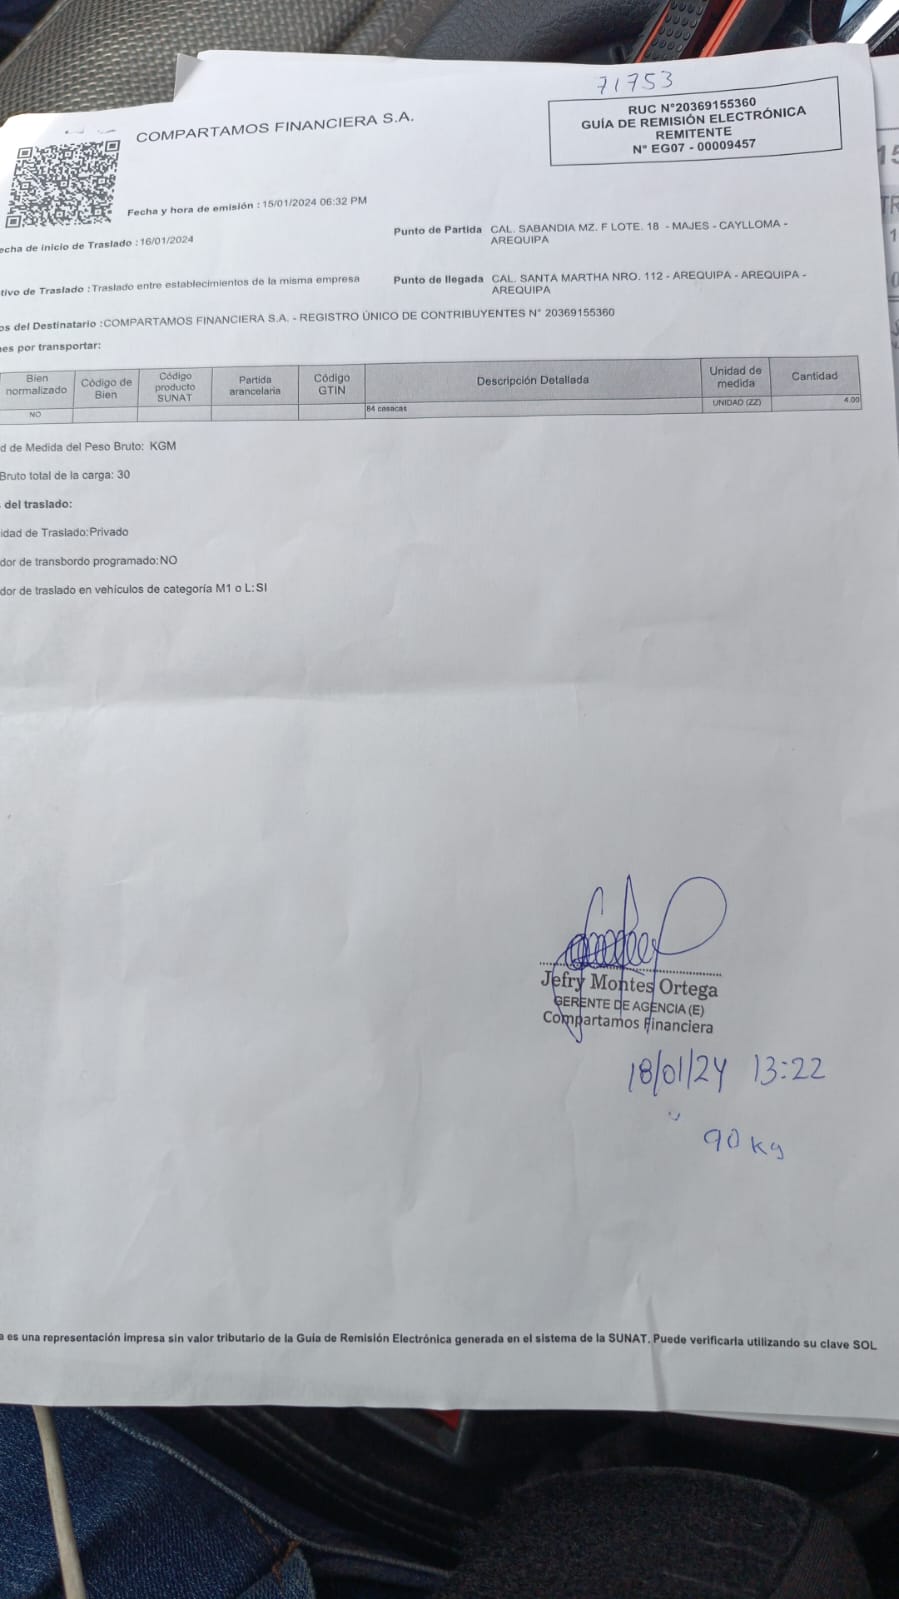 71753
RUC N°20369155360
GUÍA DE REMISIÓN ELECTRÓNICA
REMITENTE
N° EG07 - 00009457
COMPARTAMOS FINANCIERA S.A.
Fecha y hora de emisión : 15/01/2024 06:32 PM
echa de inicio de Traslado : 16/01/2024
Punto de Partida CAL. SABANDIA MZ. F LOTE. 18 - MAJES - CAYLLOMA -
AREQUIPA
tivo de Traslado : Traslado entre establecimientos de la misma empresa
Punto de llegada CAL. SANTA MARTHA NRO. 112 - AREQUIPA - AREQUIPA -
AREQUIPA
os del Destinatario : COMPARTAMOS FINANCIERA S.A. - REGISTRO ÚNICO DE CONTRIBUYENTES N° 20369155360
nes por transportar:
Bien normalizado Código de Bien Código producto SUNAT Partida arancelaria Código GTIN Descripción Detallada Unidad de medida Cantidad
NO 84 casacas UNIDAD (ZZ) 4.00
d de Medida del Peso Bruto: KGM
Bruto total de la carga: 30
del traslado:
idad de Traslado: Privado
dor de transbordo programado: NO
dor de traslado en vehículos de categoría M1 o L: SI
Jefry Montes Ortega
GERENTE DE AGENCIA (E)
Compartamos Financiera
18/01/24 13:22
90 kg
a es una representación impresa sin valor tributario de la Guía de Remisión Electrónica generada en el sistema de la SUNAT. Puede verificarla utilizando su clave SOL